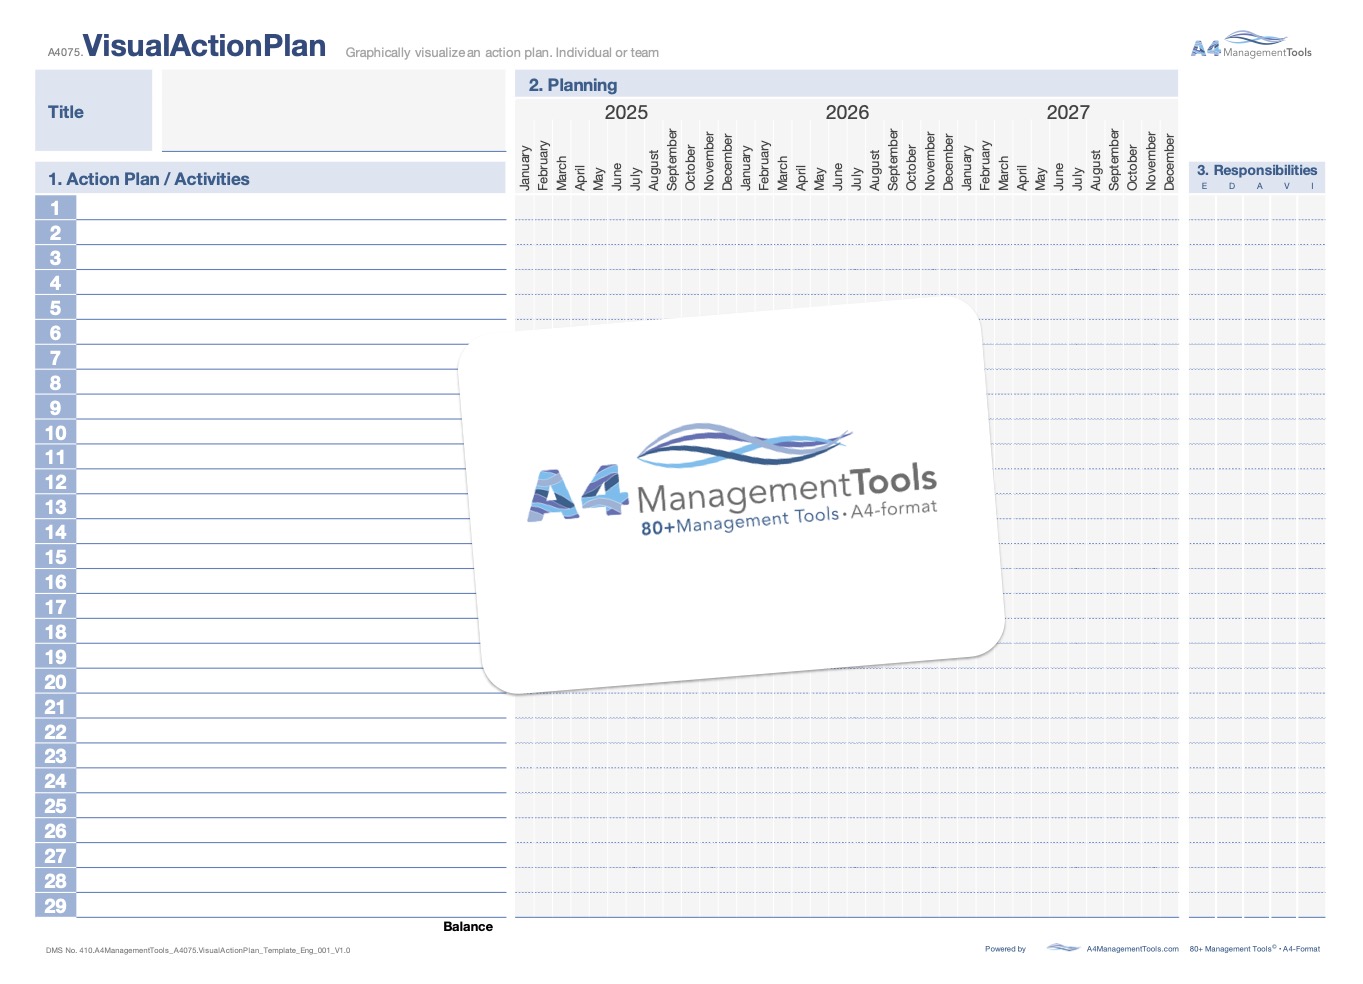 A4075.VisualActionPlan Graphically visualize an action plan. Individual or team
A4 ManagementTools
Title
2. Planning
2025 2026 2027
January February March April May June July August September October November December January February March April May June July August September October November December January February March April May June July August September October November December
1. Action Plan / Activities
3. Responsibilities
E D A V I
1
2
3
4
5
6
7
8
9
10
11
12
13
14
15
16
17
18
19
20
21
22
23
24
25
26
27
28
29
A4 ManagementTools
80+Management Tools · A4-format
Balance
DMS No. 410.A4ManagementTools_A4075.VisualActionPlan_Template_Eng_001_V1.0
Powered by A4ManagementTools.com 80+ Management Tools© · A4-Format